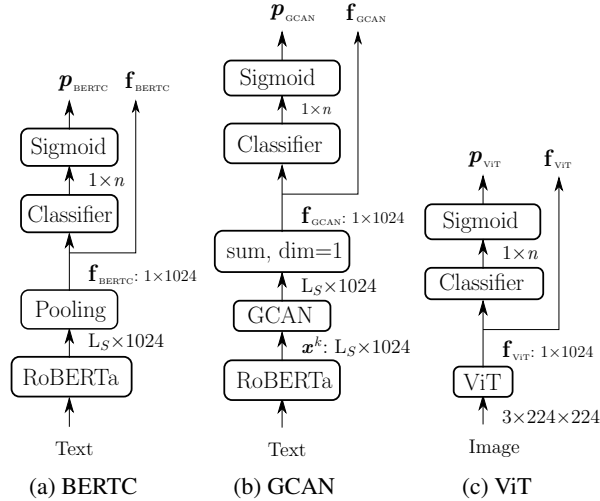 p_BERTC f_BERTC
Sigmoid
1×n
Classifier
f_BERTC: 1×1024
Pooling
L_S×1024
RoBERTa
Text
(a) BERTC
p_GCAN f_GCAN
Sigmoid
1×n
Classifier
f_GCAN: 1×1024
sum, dim=1
L_S×1024
GCAN
x^k: L_S×1024
RoBERTa
Text
(b) GCAN
p_ViT f_ViT
Sigmoid
1×n
Classifier
f_ViT: 1×1024
ViT
3×224×224
Image
(c) ViT